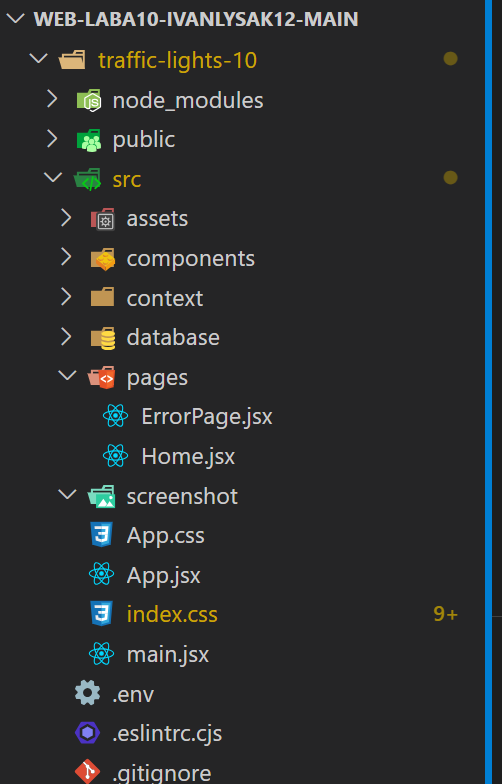 WEB-LABA10-IVANLYSAK12-MAIN
traffic-lights-10
node_modules
public
src
assets
components
context
database
pages
ErrorPage.jsx
Home.jsx
screenshot
App.css
App.jsx
index.css 9+
main.jsx
.env
.eslintrc.cjs
.gitignore